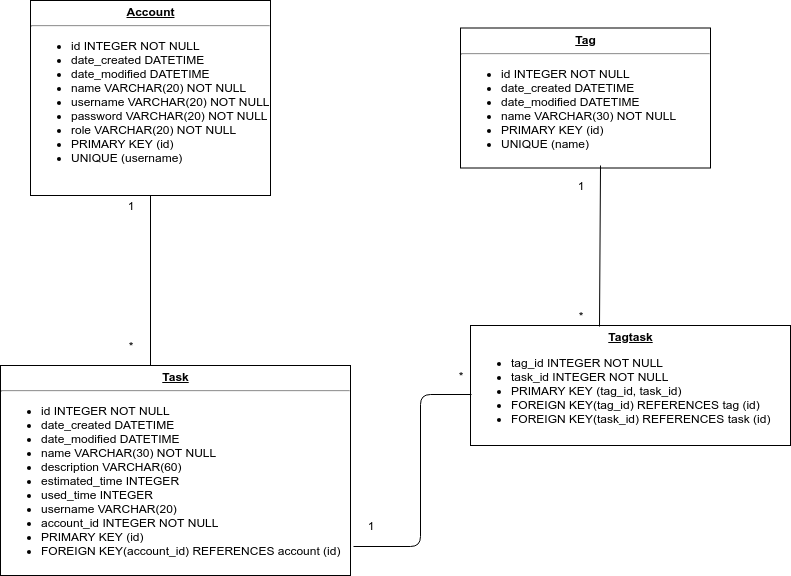 Account
id INTEGER NOT NULL
date_created DATETIME
date_modified DATETIME
name VARCHAR(20) NOT NULL
username VARCHAR(20) NOT NULL
password VARCHAR(20) NOT NULL
role VARCHAR(20) NOT NULL
PRIMARY KEY (id)
UNIQUE (username)
1
*
Tag
id INTEGER NOT NULL
date_created DATETIME
date_modified DATETIME
name VARCHAR(30) NOT NULL
PRIMARY KEY (id)
UNIQUE (name)
1
*
Task
id INTEGER NOT NULL
date_created DATETIME
date_modified DATETIME
name VARCHAR(30) NOT NULL
description VARCHAR(60)
estimated_time INTEGER
used_time INTEGER
username VARCHAR(20)
account_id INTEGER NOT NULL
PRIMARY KEY (id)
FOREIGN KEY(account_id) REFERENCES account (id)
1
*
Tagtask
tag_id INTEGER NOT NULL
task_id INTEGER NOT NULL
PRIMARY KEY (tag_id, task_id)
FOREIGN KEY(tag_id) REFERENCES tag (id)
FOREIGN KEY(task_id) REFERENCES task (id)